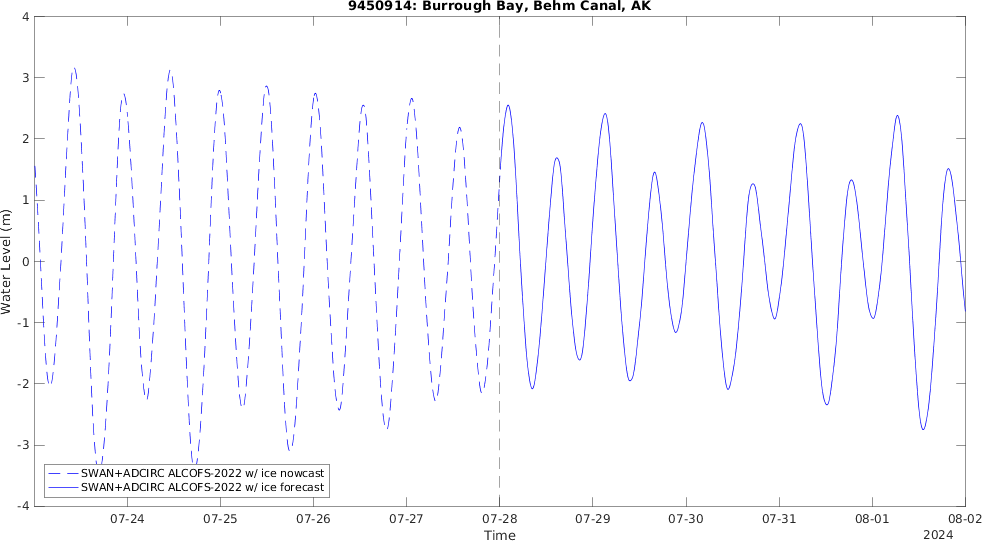 9450914: Burrough Bay, Behm Canal, AK
4
3
2
1
0
-1
-2
-3
-4
Water Level (m)
SWAN+ADCIRC ALCOFS-2022 w/ ice nowcast
SWAN+ADCIRC ALCOFS-2022 w/ ice forecast
07-24 07-25 07-26 07-27 07-28 07-29 07-30 07-31 08-01 08-02
Time
2024